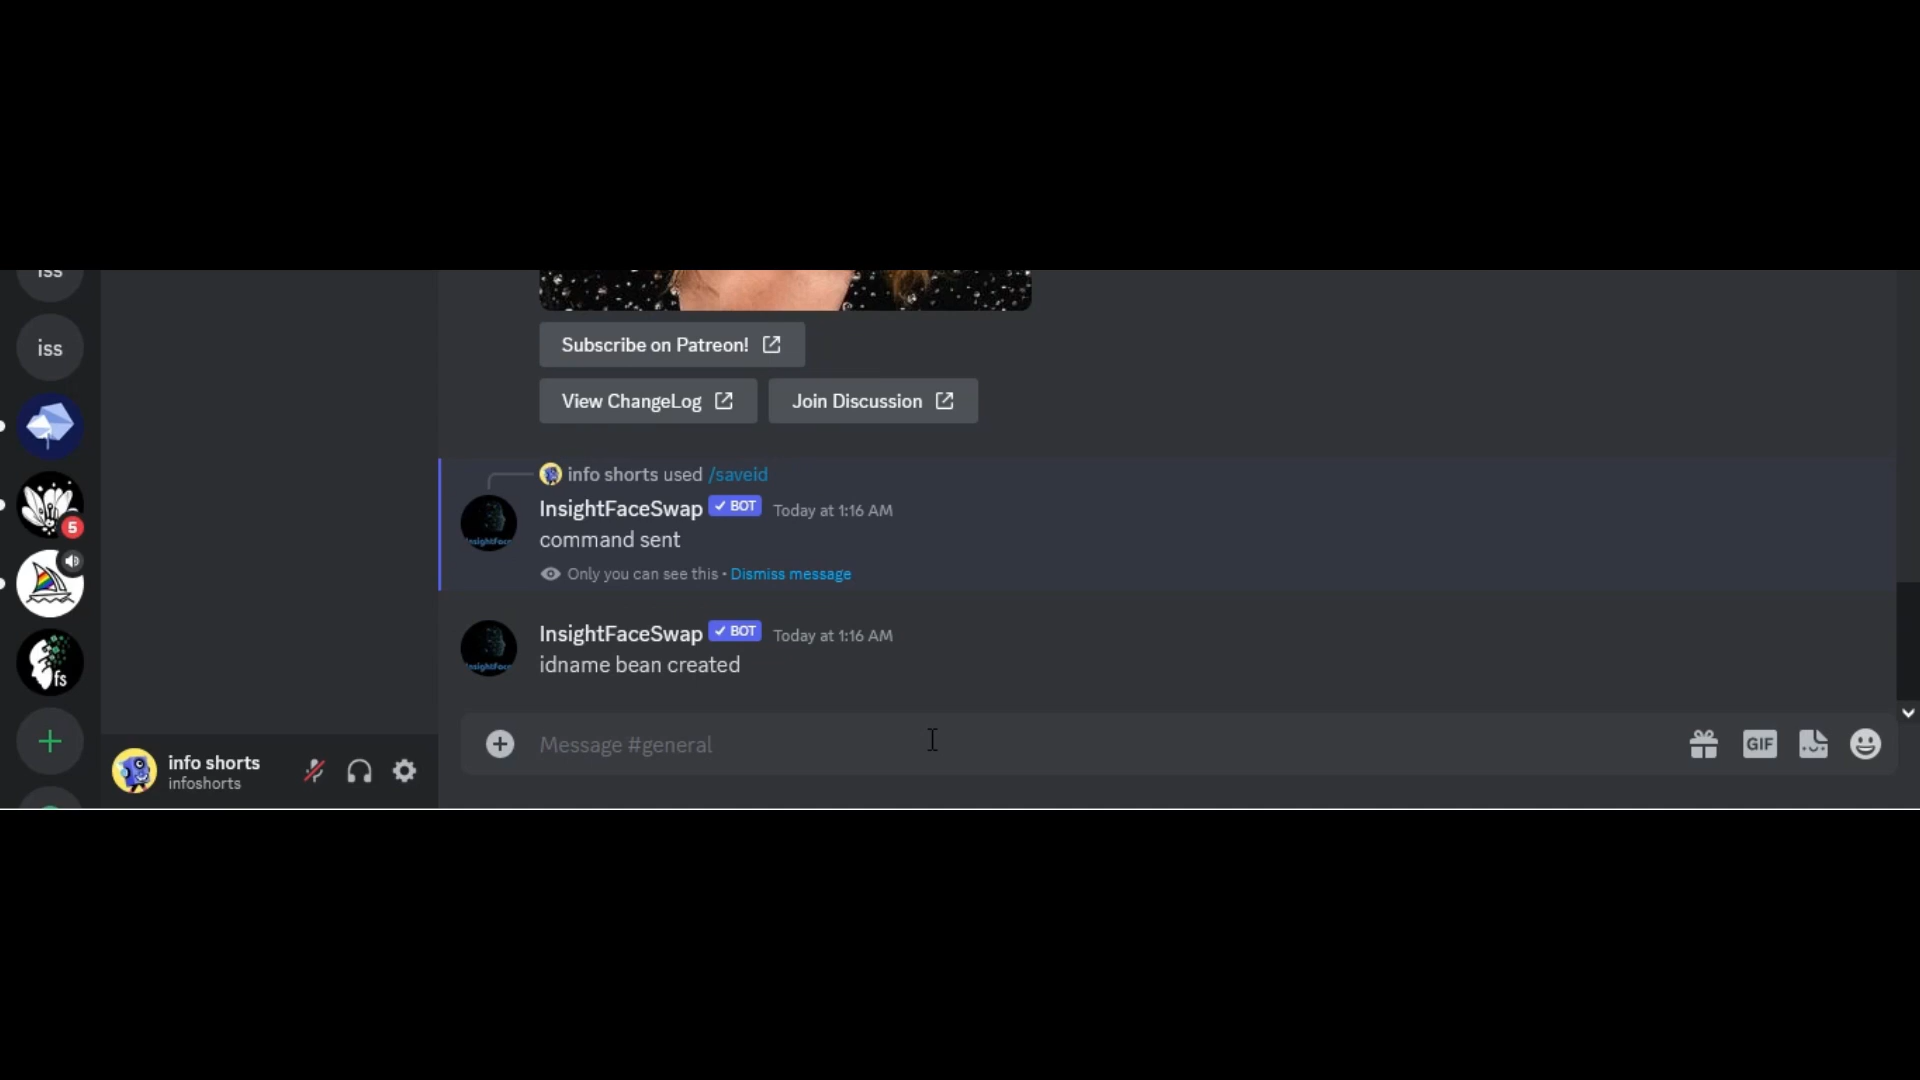 iss
Subscribe on Patreon!
iss
View ChangeLog
Join Discussion
info shorts used /saveid
InsightFaceSwap ✓ BOT Today at 1:16 AM
command sent
Only you can see this • Dismiss message
5
InsightFaceSwap ✓ BOT Today at 1:16 AM
idname bean created
fs
Message #general
GIF
info shorts
infoshorts